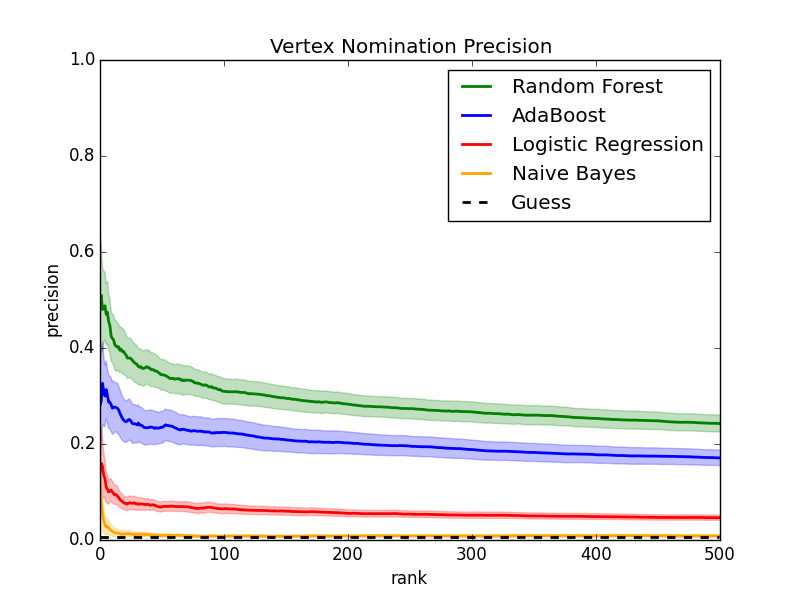 Vertex Nomination Precision
1.0
0.8
0.6
0.4
0.2
0.0
precision
Random Forest
AdaBoost
Logistic Regression
Naive Bayes
Guess
0 100 200 300 400 500
rank